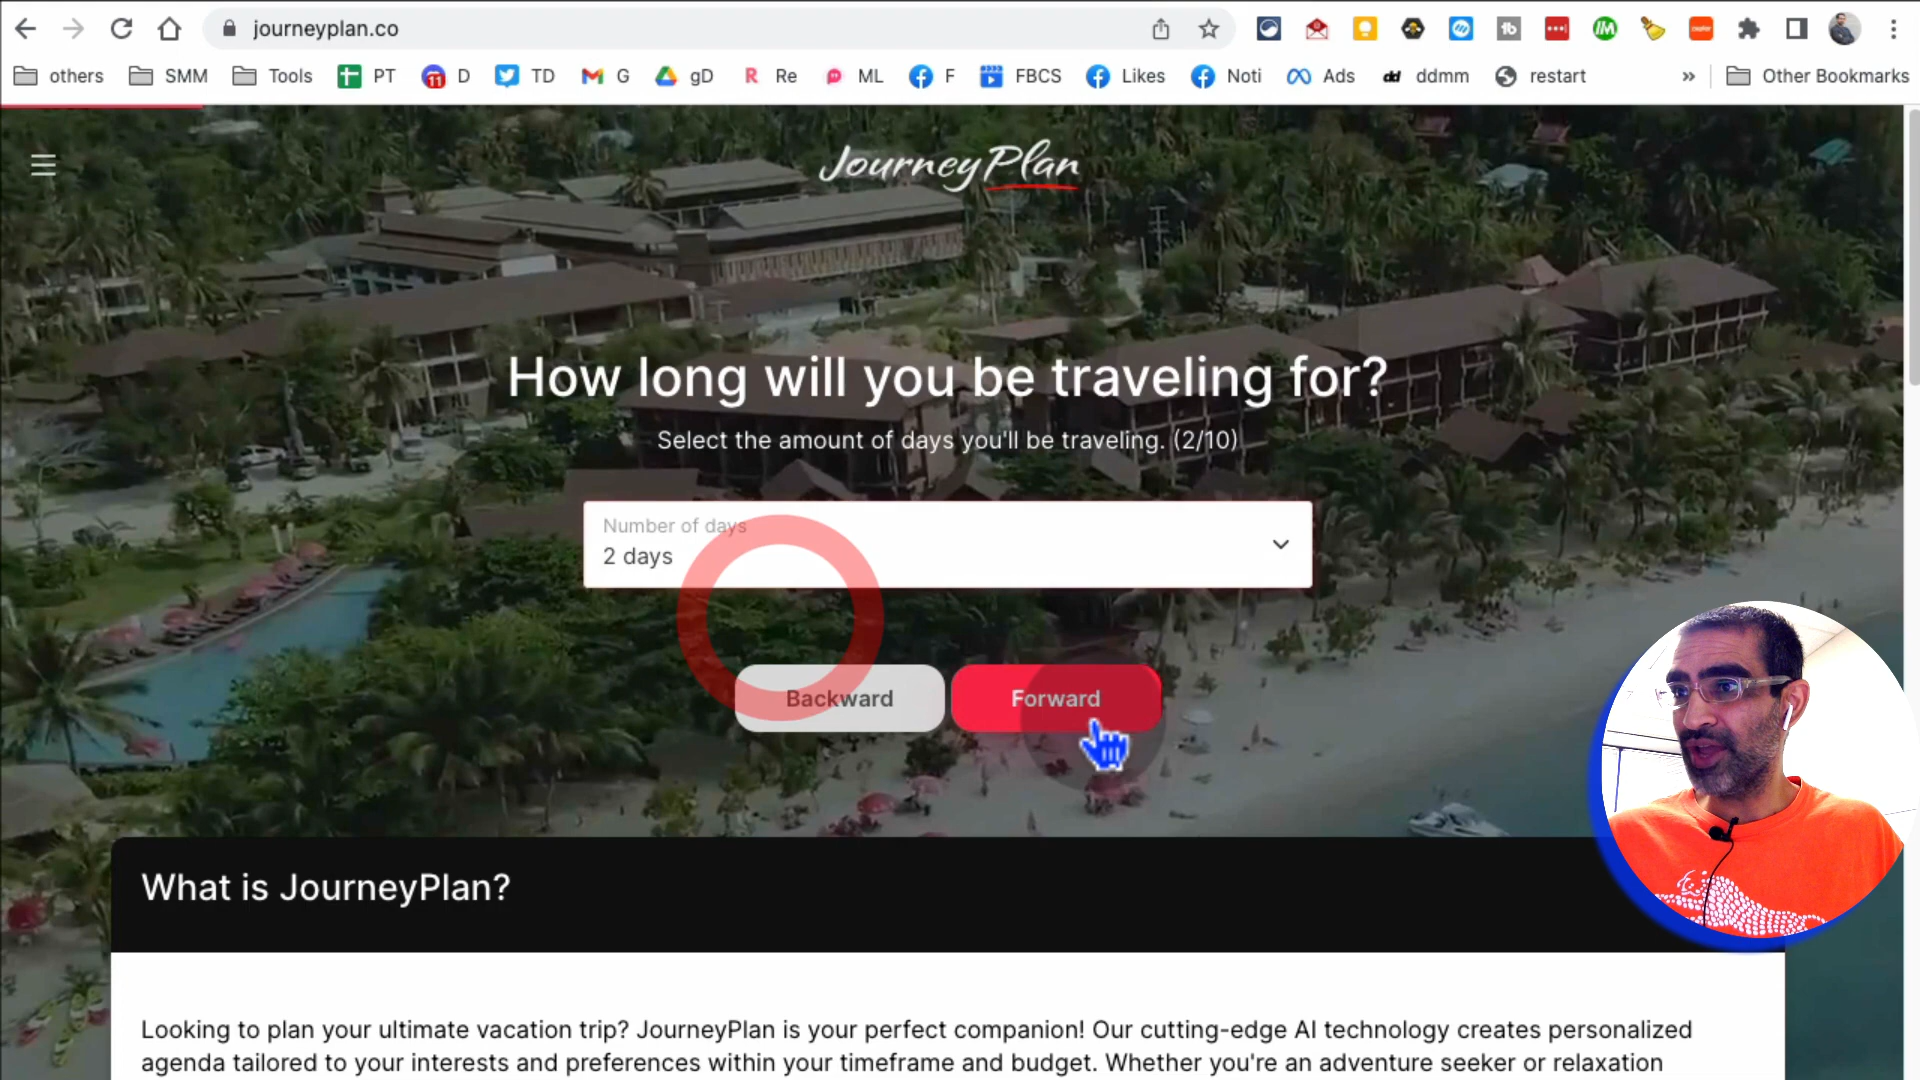 journeyplan.co
others SMM Tools PT D TD G gD Re ML F FBCS Likes Noti Ads ddmm restart » Other Bookmarks
JourneyPlan
How long will you be traveling for?
Select the amount of days you'll be traveling. (2/10)
Number of days
2 days
Backward Forward
What is JourneyPlan?
Looking to plan your ultimate vacation trip? JourneyPlan is your perfect companion! Our cutting-edge AI technology creates personalized
agenda tailored to your interests and preferences within your timeframe and budget. Whether you're an adventure seeker or relaxation